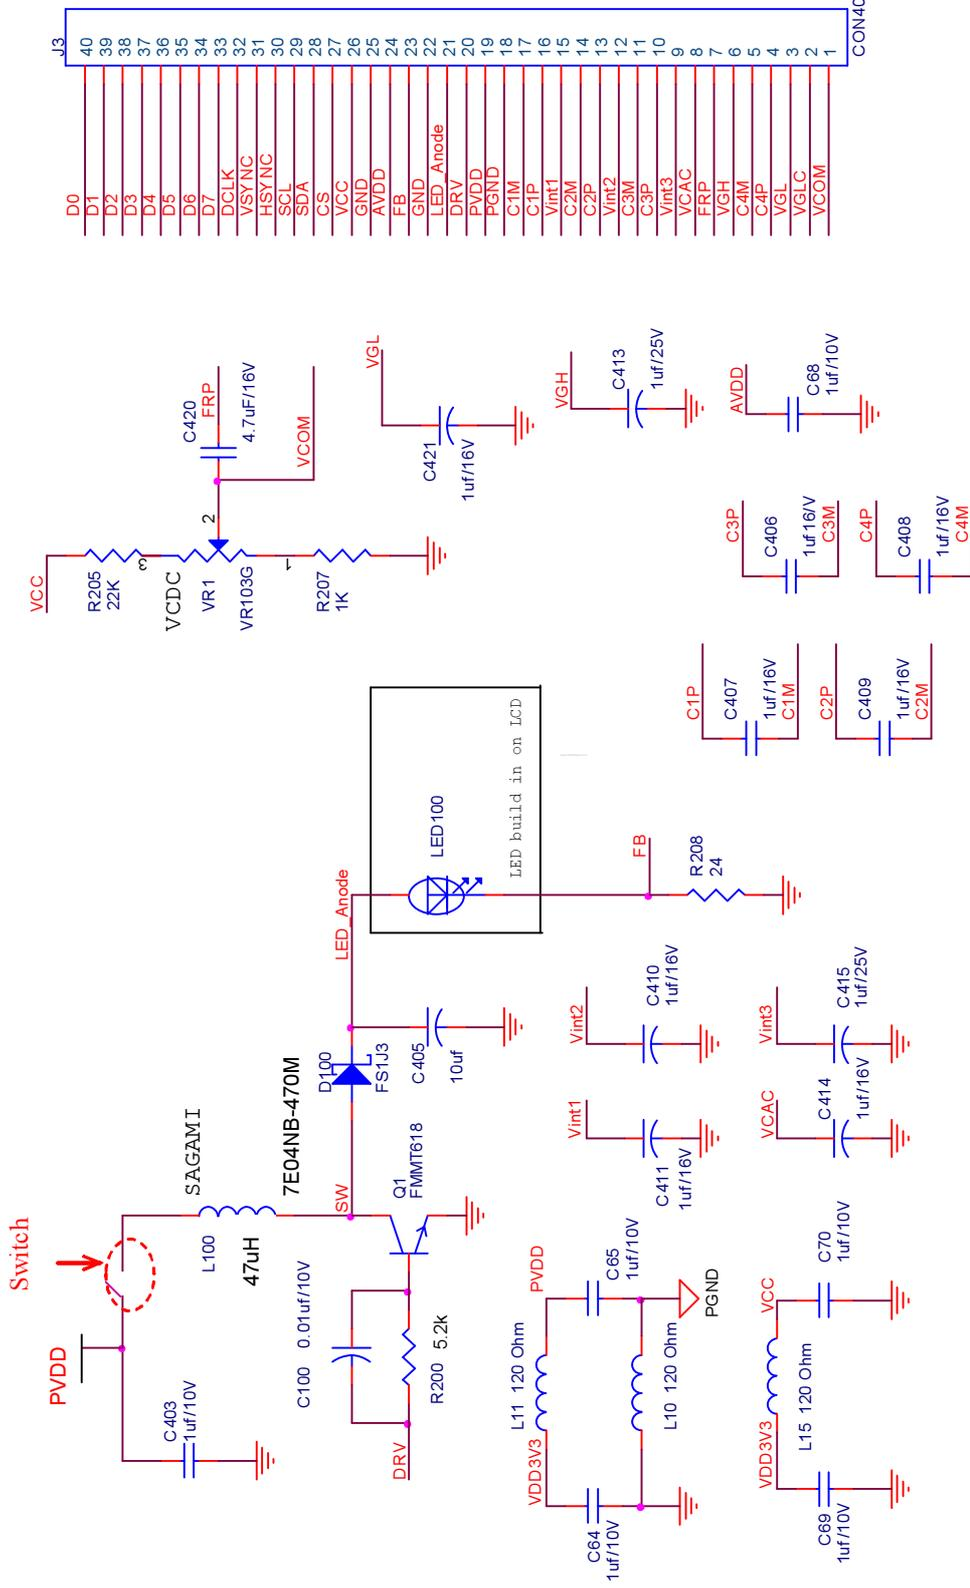 Switch
PVDD
C403
1uf/10V
SAGAMI
L100
47uH
7E04NB-470M
SW
D100
FS1J3
C405
10uf
LED_Anode
LED100
LED build in on LCD
FB
R208
24
Q1
FMMT618
C100 0.01uf/10V
R200 5.2k
DRV
VDD3V3
L11 120 Ohm
PVDD
C64
1uf/10V
L10 120 Ohm
C65
1uf/10V
PGND
VDD3V3
L15 120 Ohm
VCC
C69
1uf/10V
C70
1uf/10V
Vint1
C411
1uf/16V
Vint2
C410
1uf/16V
VCAC
C414
1uf/16V
Vint3
C415
1uf/25V
VCC
R205
22K
3
VCDC
VR1
VR103G
2
1
R207
1K
C420
FRP
4.7uF/16V
VCOM
VGL
C421
1uf/16V
VGH
C413
1uf/25V
AVDD
C68
1uf/10V
C1P
C407
1uf/16V
C1M
C2P
C409
1uf/16V
C2M
C3P
C406
1uf16/V
C3M
C4P
C408
1uf/16V
C4M
J3
D0 40
D1 39
D2 38
D3 37
D4 36
D5 35
D6 34
D7 33
DCLK 32
VSYNC 31
HSYNC 30
SCL 29
SDA 28
CS 27
VCC 26
GND 25
AVDD 24
FB 23
GND 22
LED_Anode 21
DRV 20
PVDD 19
PGND 18
C1M 17
C1P 16
Vint1 15
C2M 14
C2P 13
Vint2 12
C3M 11
C3P 10
Vint3 9
VCAC 8
FRP 7
VGH 6
C4M 5
C4P 4
VGL 3
VGLC 2
VCOM 1
CON40